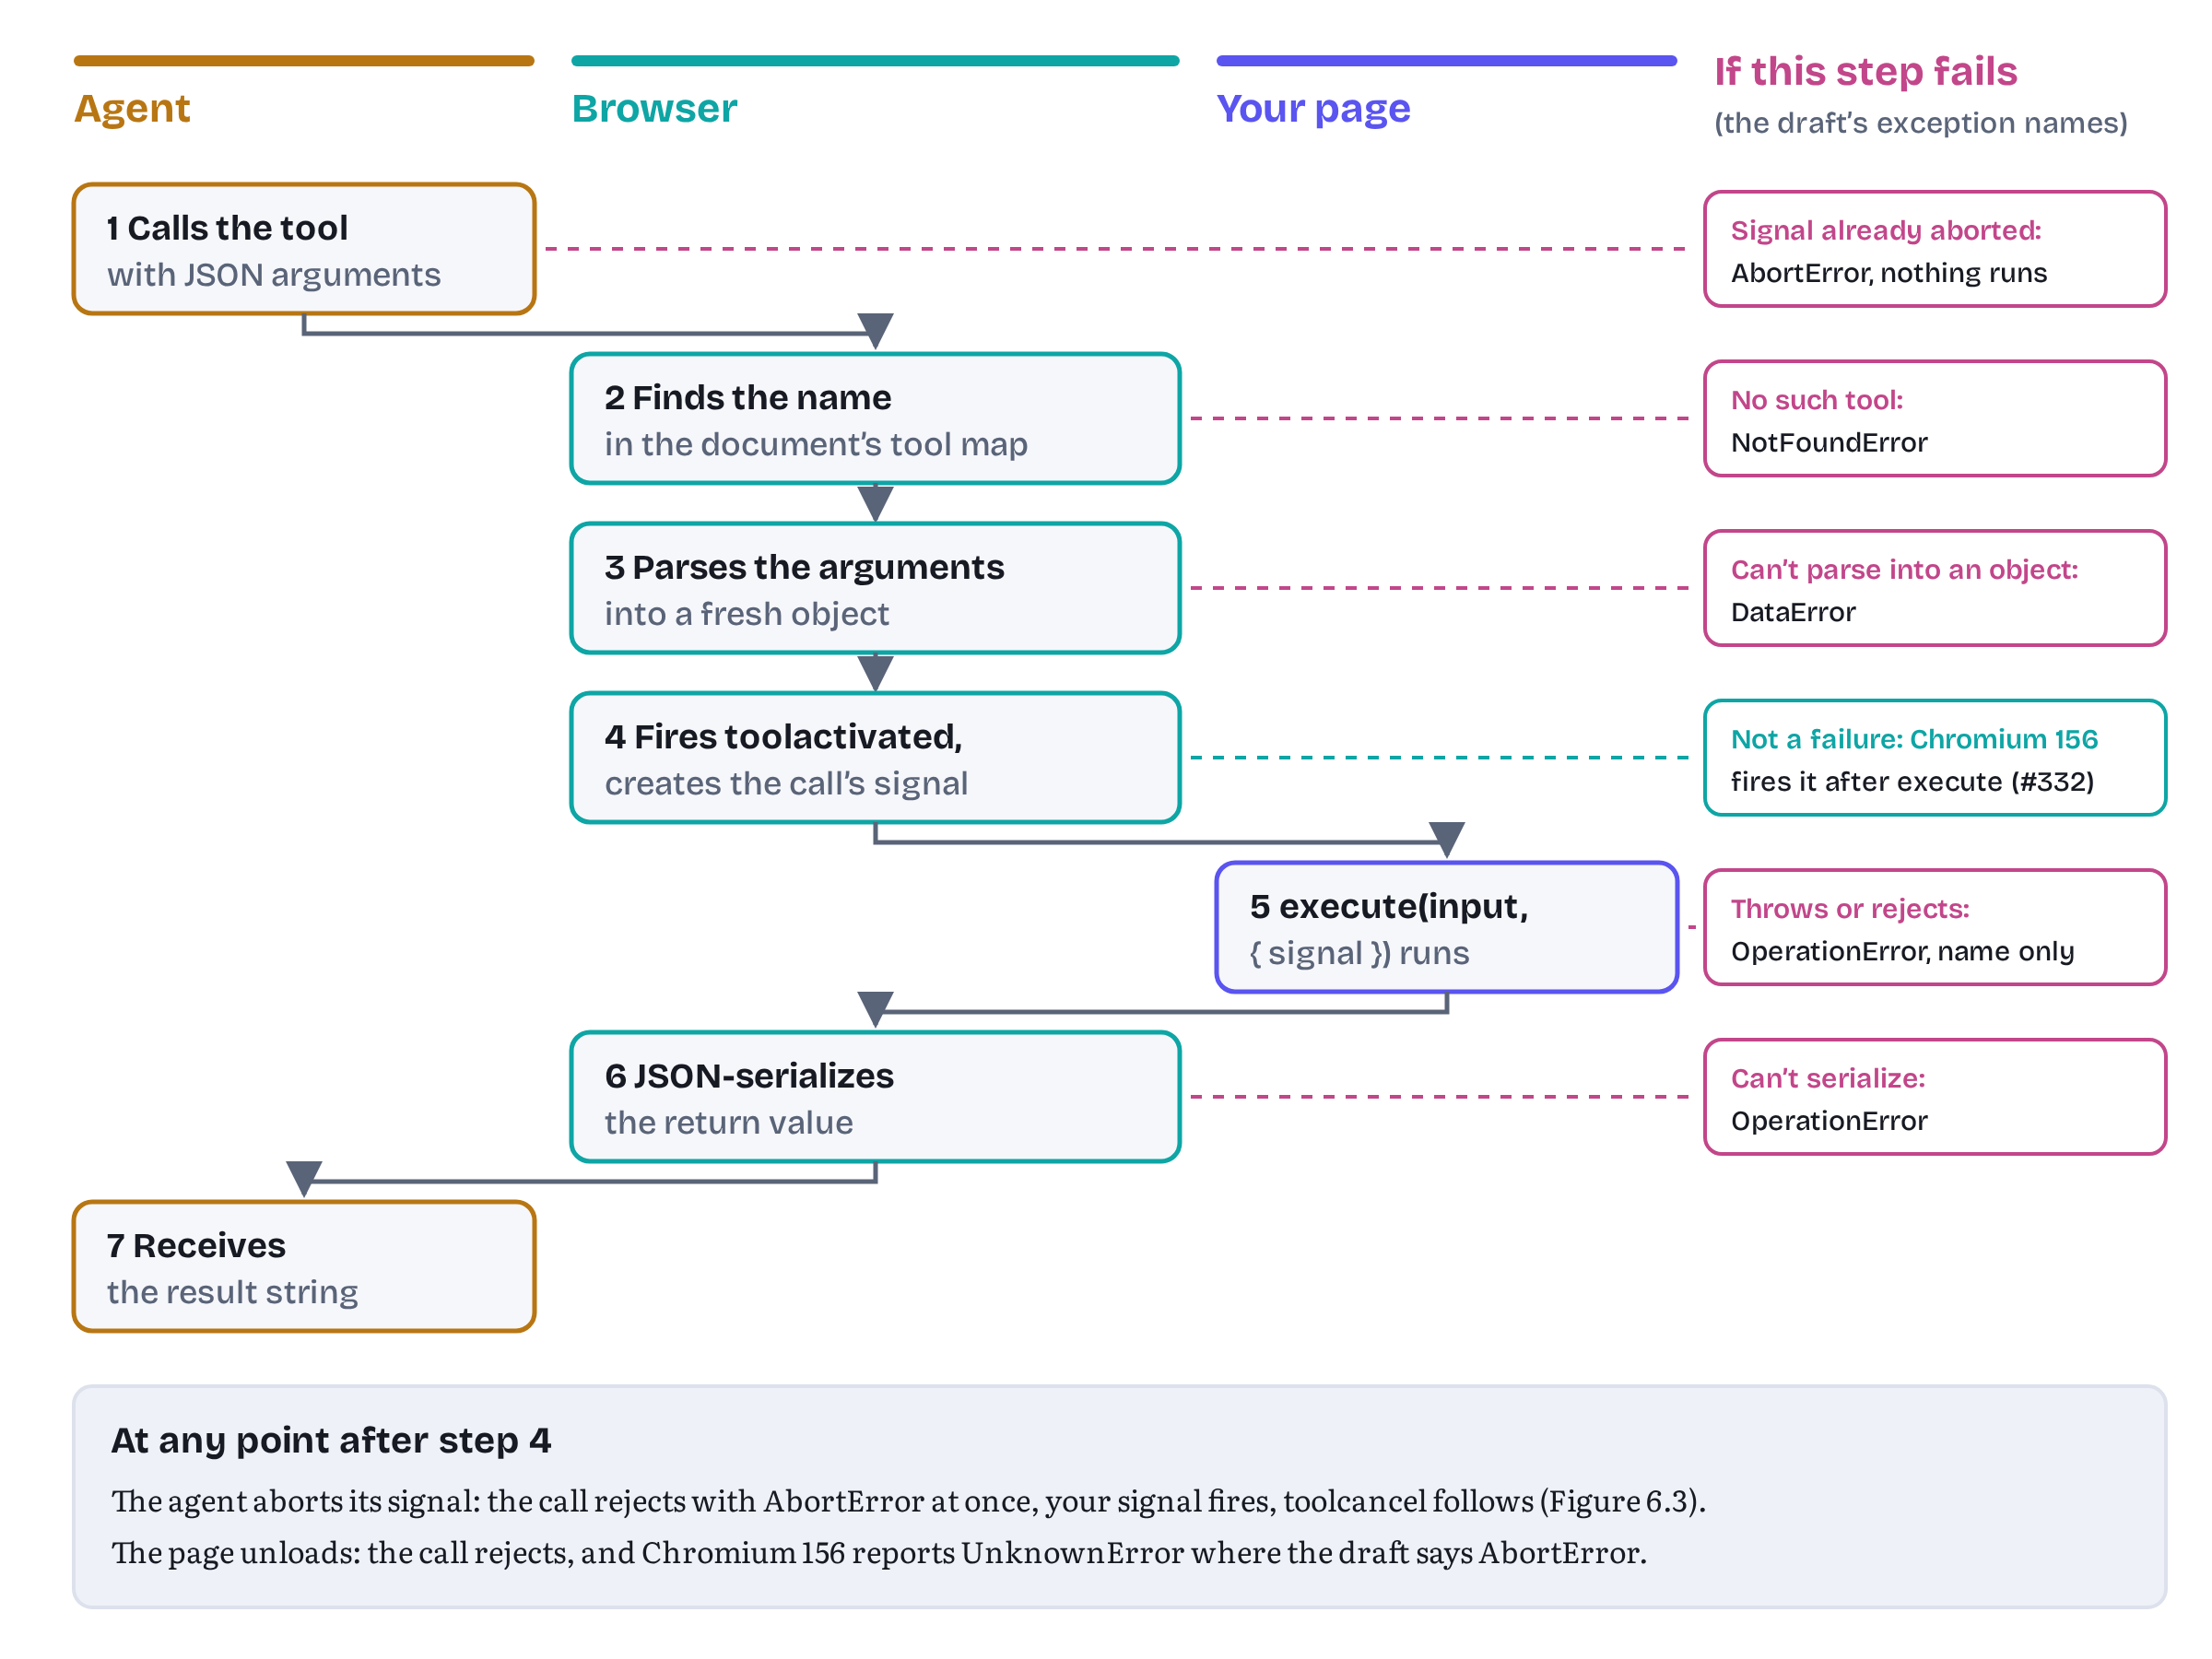 Agent
Browser
Your page
If this step fails
(the draft's exception names)
1 Calls the tool
with JSON arguments
Signal already aborted:
AbortError, nothing runs
2 Finds the name
in the document's tool map
No such tool:
NotFoundError
3 Parses the arguments
into a fresh object
Can't parse into an object:
DataError
4 Fires toolactivated,
creates the call's signal
Not a failure: Chromium 156
fires it after execute (#332)
5 execute(input,
{ signal }) runs
Throws or rejects:
OperationError, name only
6 JSON-serializes
the return value
Can't serialize:
OperationError
7 Receives
the result string
At any point after step 4
The agent aborts its signal: the call rejects with AbortError at once, your signal fires, toolcancel follows (Figure 6.3).
The page unloads: the call rejects, and Chromium 156 reports UnknownError where the draft says AbortError.